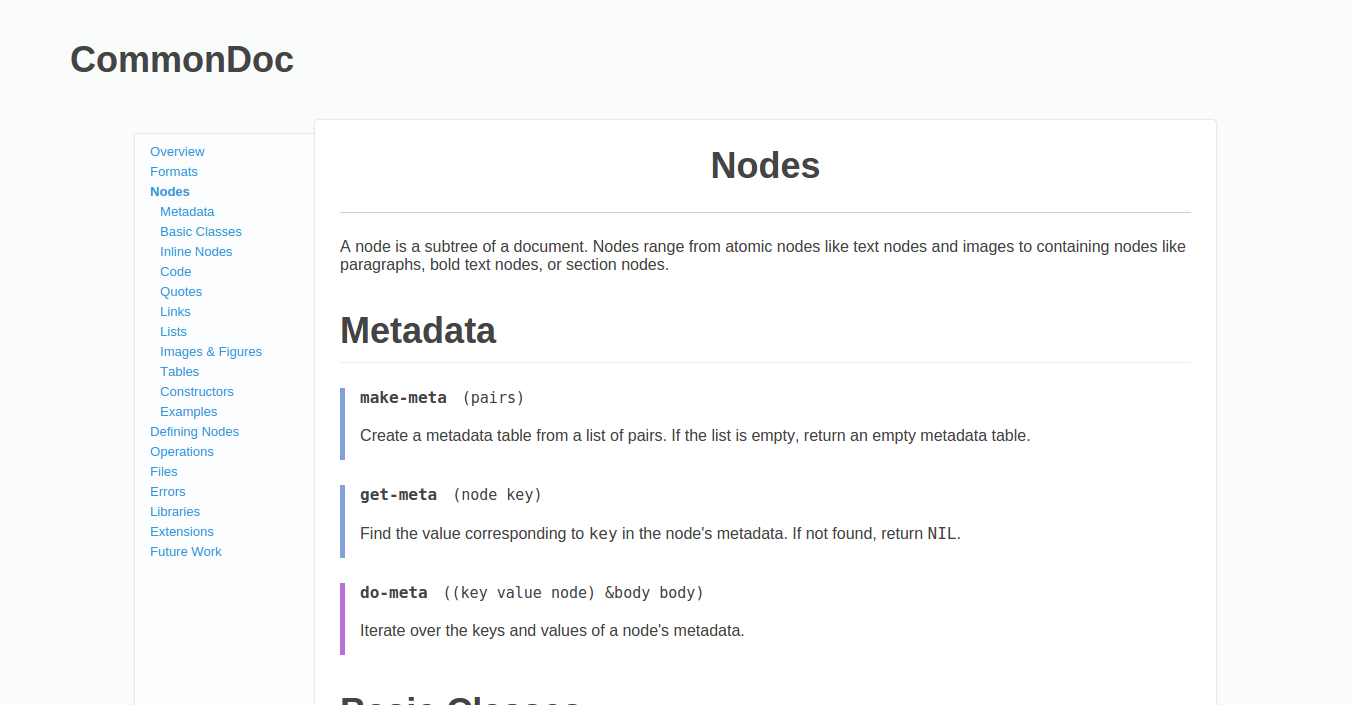 CommonDoc
Overview
Formats
Nodes
Metadata
Basic Classes
Inline Nodes
Code
Quotes
Links
Lists
Images & Figures
Tables
Constructors
Examples
Defining Nodes
Operations
Files
Errors
Libraries
Extensions
Future Work
Nodes
A node is a subtree of a document. Nodes range from atomic nodes like text nodes and images to containing nodes like
paragraphs, bold text nodes, or section nodes.
Metadata
make-meta (pairs)
Create a metadata table from a list of pairs. If the list is empty, return an empty metadata table.
get-meta (node key)
Find the value corresponding to key in the node's metadata. If not found, return NIL.
do-meta ((key value node) &body body)
Iterate over the keys and values of a node's metadata.
Basic Classes